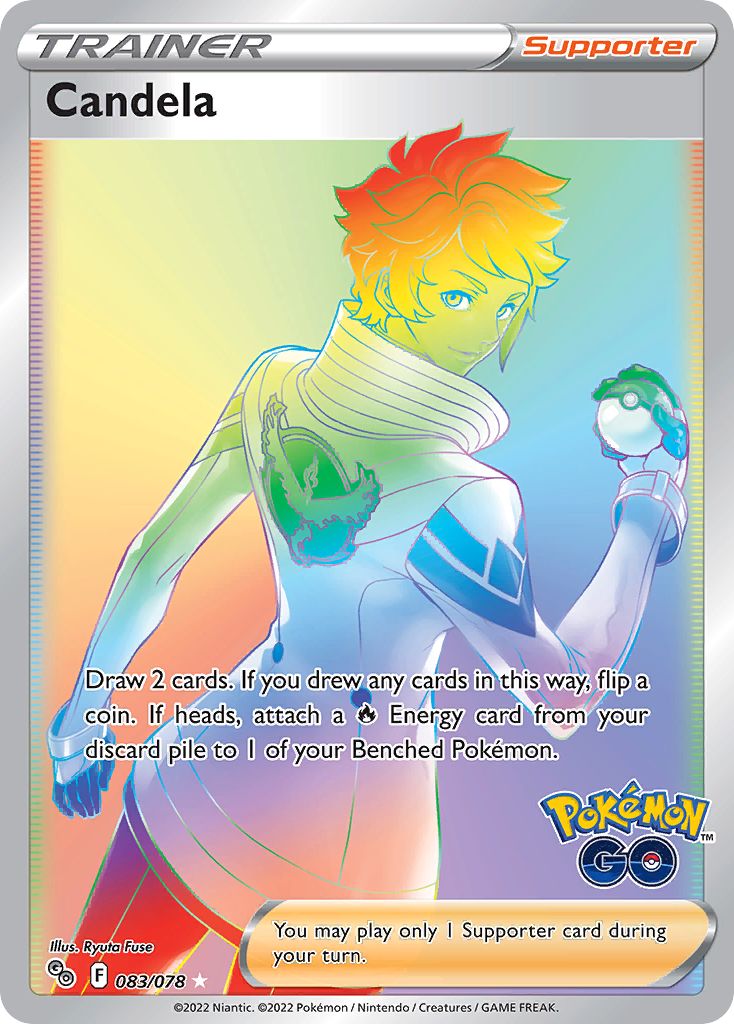 TRAINER
Supporter
Candela
Draw 2 cards. If you drew any cards in this way, flip a
coin. If heads, attach a Energy card from your
discard pile to 1 of your Benched Pokémon.
POKéMON™
GO
Illus. Ryuta Fuse
You may play only 1 Supporter card during
your turn.
GO F 083/078
©2022 Niantic. ©2022 Pokémon / Nintendo / Creatures / GAME FREAK.